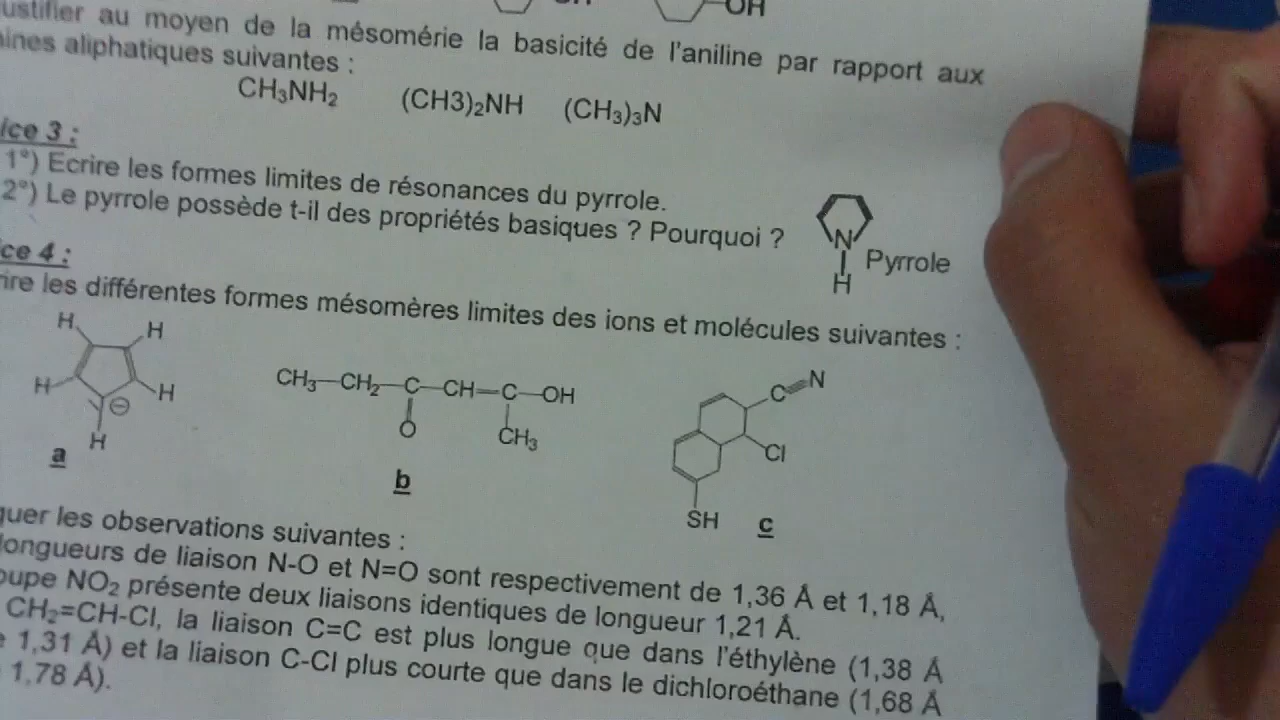 OH
ustifier au moyen de la mésomérie la basicité de l'aniline par rapport aux
ines aliphatiques suivantes :
CH3NH2 (CH3)2NH (CH3)3N
ice 3 :
1°) Ecrire les formes limites de résonances du pyrrole.
2°) Le pyrrole possède t-il des propriétés basiques ? Pourquoi ?
N
H
Pyrrole
ce 4 :
rire les différentes formes mésomères limites des ions et molécules suivantes :
H H
H H
H
a
CH3 CH2 C CH C OH
O CH3
b
C N
Cl
SH c
quer les observations suivantes :
longueurs de liaison N-O et N=O sont respectivement de 1,36 Å et 1,18 Å,
oupe NO2 présente deux liaisons identiques de longueur 1,21 Å.
CH2=CH-Cl, la liaison C=C est plus longue que dans l'éthylène (1,38 Å
e 1,31 Å) et la liaison C-Cl plus courte que dans le dichloroéthane (1,68 Å
1,78 Å).